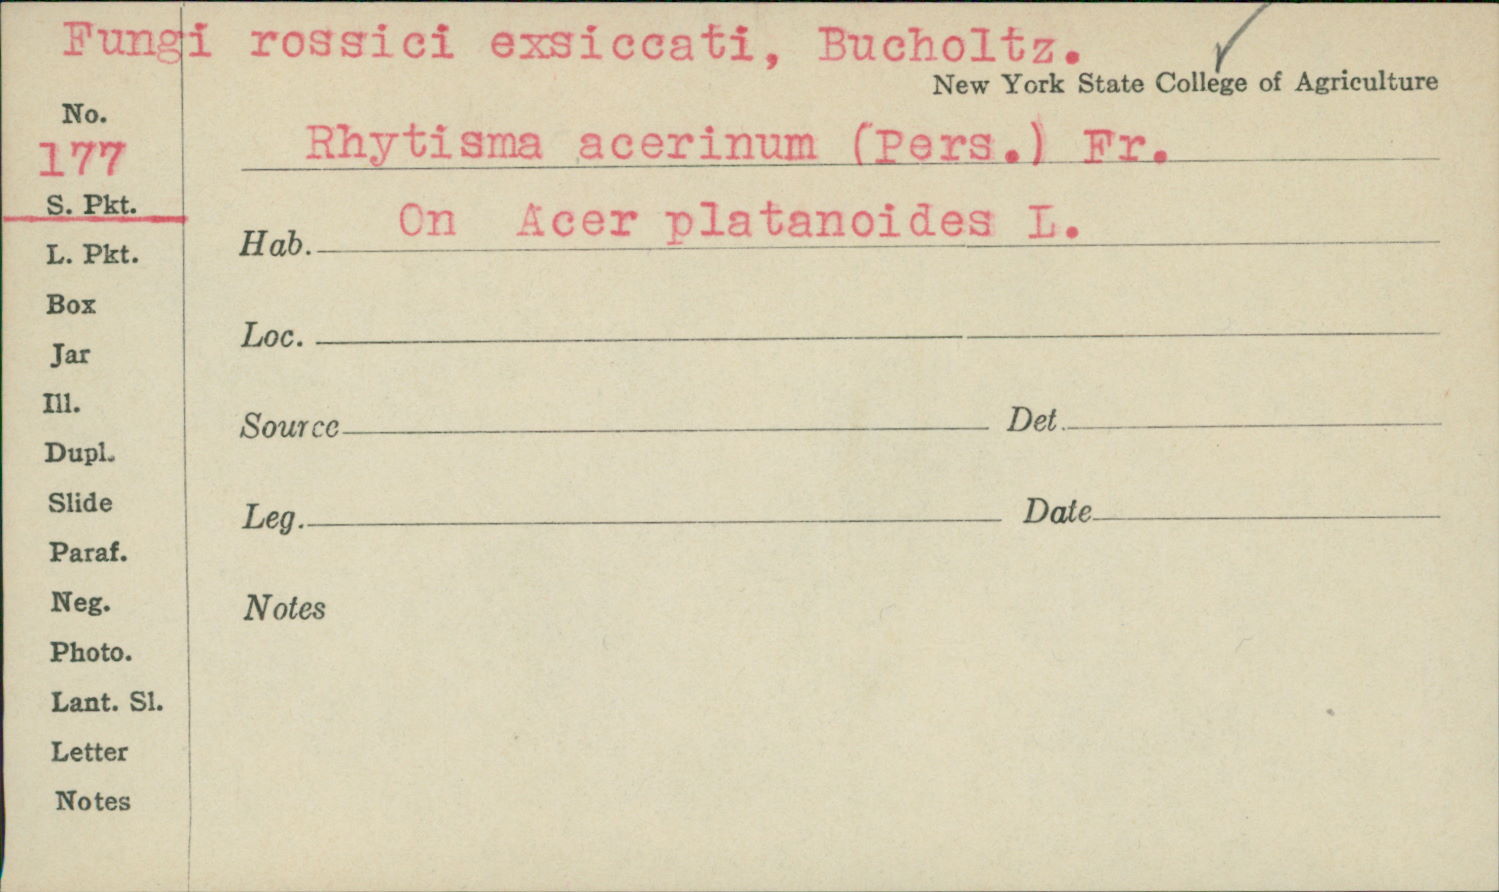 Fungi rossici exsiccati, Bucholtz.
New York State College of Agriculture
No.
177
Rhytisma acerinum (Pers.) Fr.
S. Pkt.
Hab. On Acer platanoides L.
L. Pkt.
Box
Loc.
Jar
Ill.
Source Det.
Dupl.
Slide
Leg. Date
Paraf.
Neg.
Notes
Photo.
Lant. Sl.
Letter
Notes